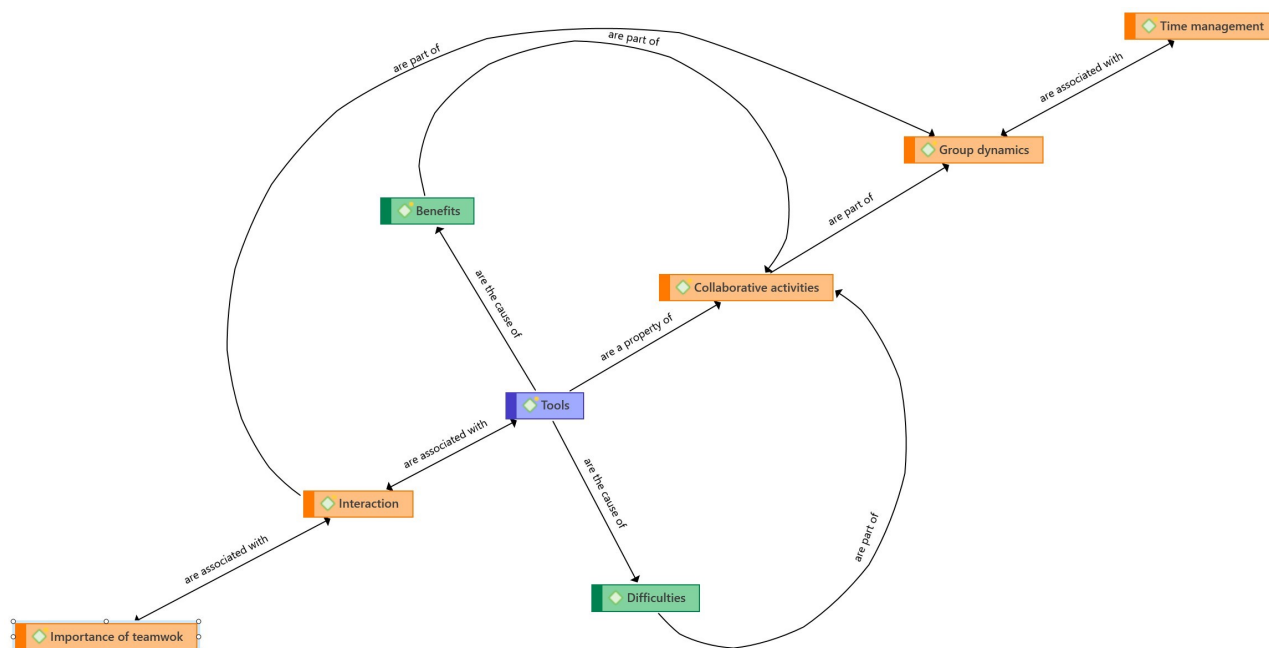 Time management
are part of
are part of
are associated with
Group dynamics
are part of
Benefits
are the cause of
Collaborative activities
are a property of
Tools
are associated with
are the cause of
Interaction
are part of
are associated with
Difficulties
Importance of teamwok